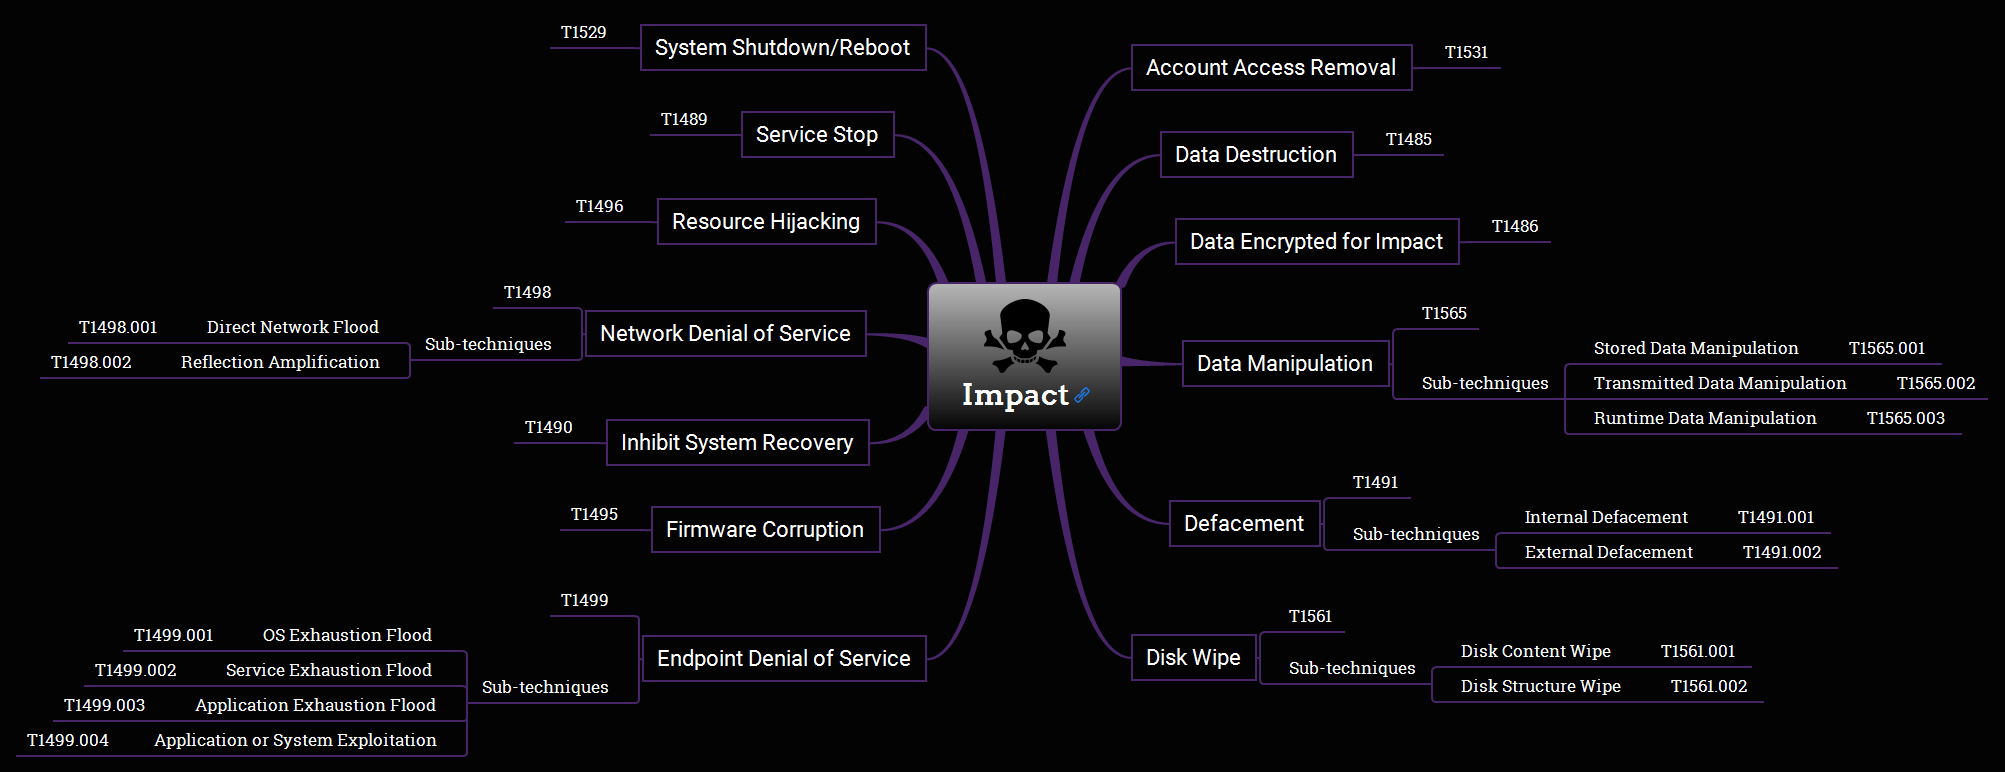 Impact
System Shutdown/Reboot
T1529
Service Stop
T1489
Resource Hijacking
T1496
Network Denial of Service
T1498
Sub-techniques
Direct Network Flood
T1498.001
Reflection Amplification
T1498.002
Inhibit System Recovery
T1490
Firmware Corruption
T1495
Endpoint Denial of Service
T1499
Sub-techniques
OS Exhaustion Flood
T1499.001
Service Exhaustion Flood
T1499.002
Application Exhaustion Flood
T1499.003
Application or System Exploitation
T1499.004
Account Access Removal
T1531
Data Destruction
T1485
Data Encrypted for Impact
T1486
Data Manipulation
T1565
Sub-techniques
Stored Data Manipulation
T1565.001
Transmitted Data Manipulation
T1565.002
Runtime Data Manipulation
T1565.003
Defacement
T1491
Sub-techniques
Internal Defacement
T1491.001
External Defacement
T1491.002
Disk Wipe
T1561
Sub-techniques
Disk Content Wipe
T1561.001
Disk Structure Wipe
T1561.002